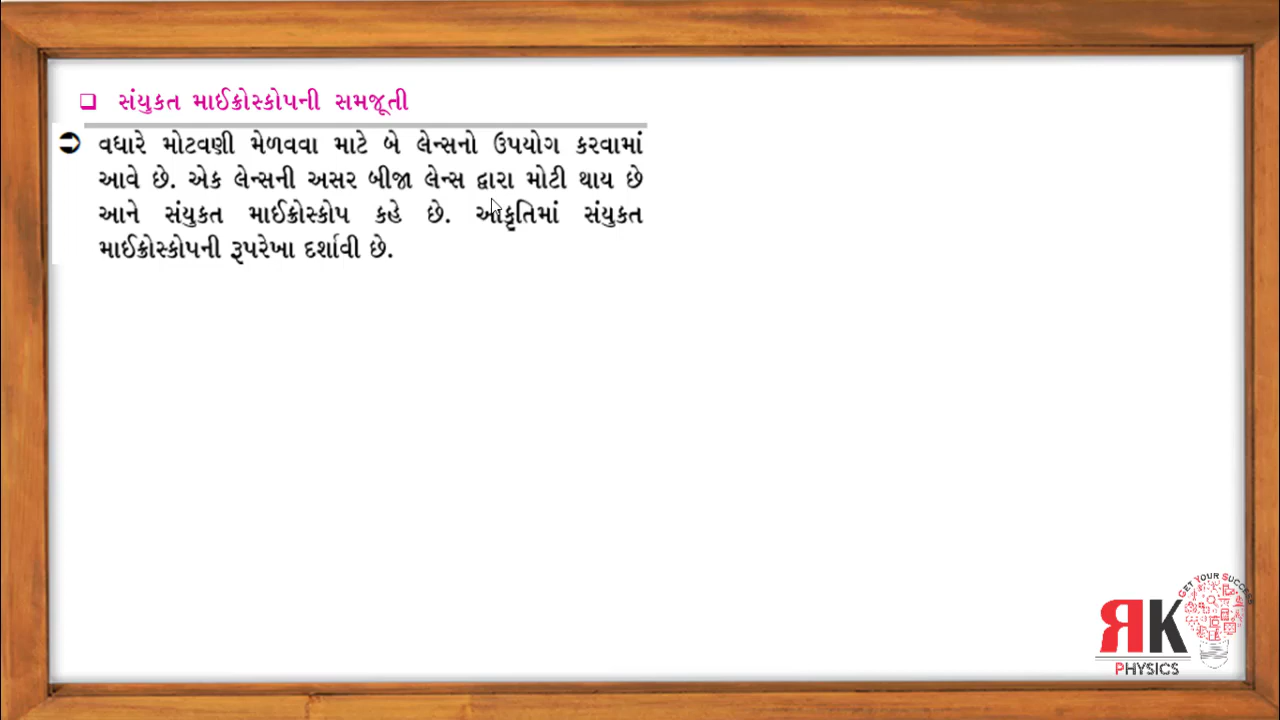 સંયુકત માઈક્રોસ્કોપની સમજૂતી
વધારે મોટવણી મેળવવા માટે બે લેન્સનો ઉપયોગ કરવામાં
આવે છે. એક લેન્સની અસર બીજા લેન્સ દ્વારા મોટી થાય છે
આને સંયુકત માઈક્રોસ્કોપ કહે છે. આકૃતિમાં સંયુકત
માઈક્રોસ્કોપની રૂપરેખા દર્શાવી છે.
GET YOUR SUCCESS
RK
PHYSICS